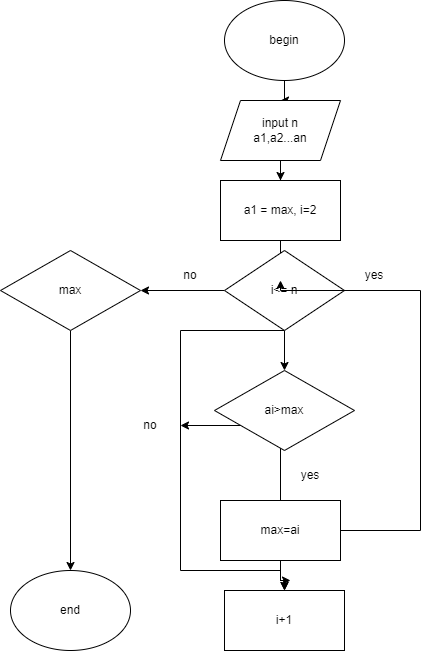 begin
input n
a1,a2...an
a1 = max, i=2
no
yes
max
i<= n
ai>max
no
yes
max=ai
end
i+1